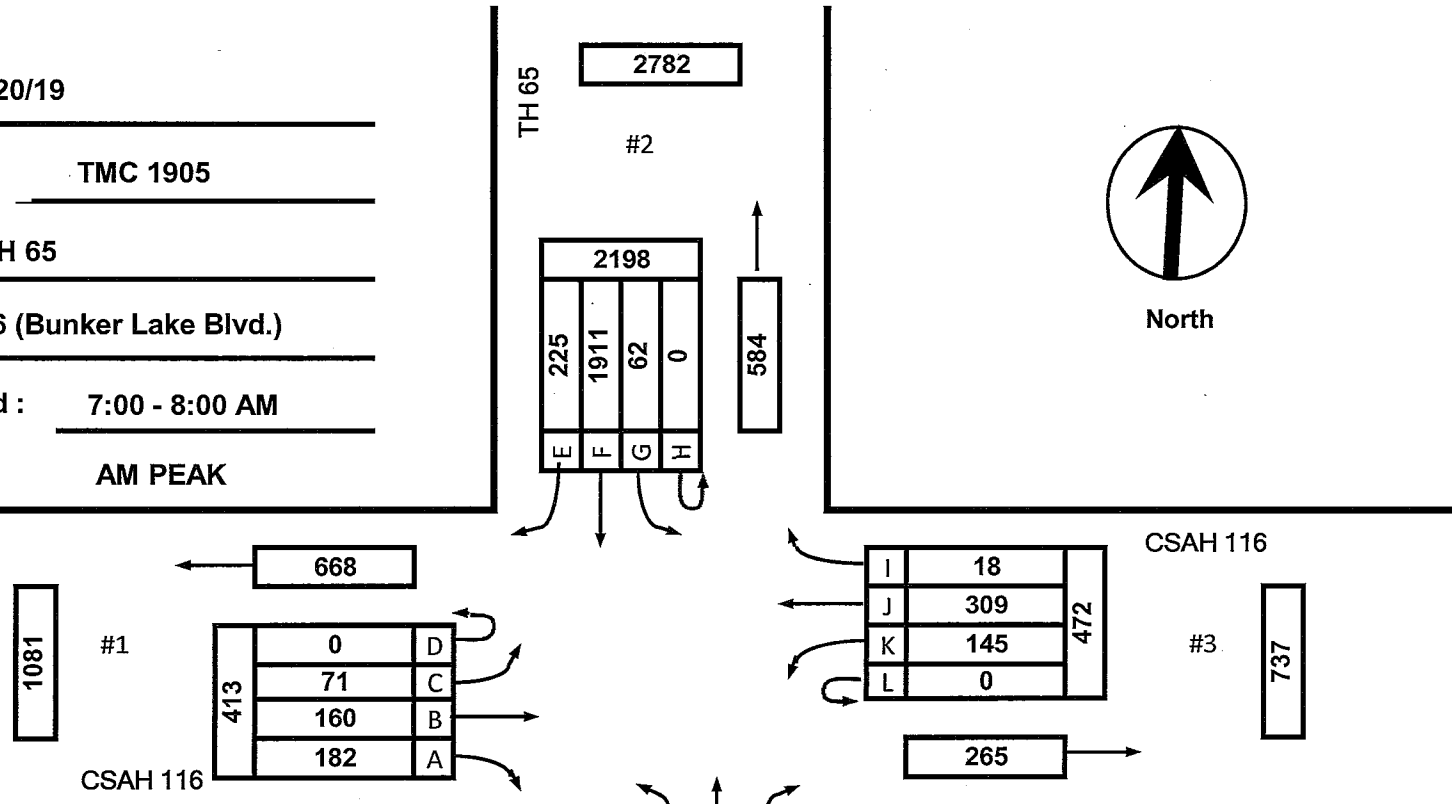 20/19
TMC 1905
H 65
6 (Bunker Lake Blvd.)
d : 7:00 - 8:00 AM
AM PEAK
TH 65
2782
#2
2198
225 1911 62 0
E F G H
584
North
668
1081
#1
413
0 D
71 C
160 B
182 A
CSAH 116
CSAH 116
I 18
J 309
K 145
L 0
472
#3
737
265